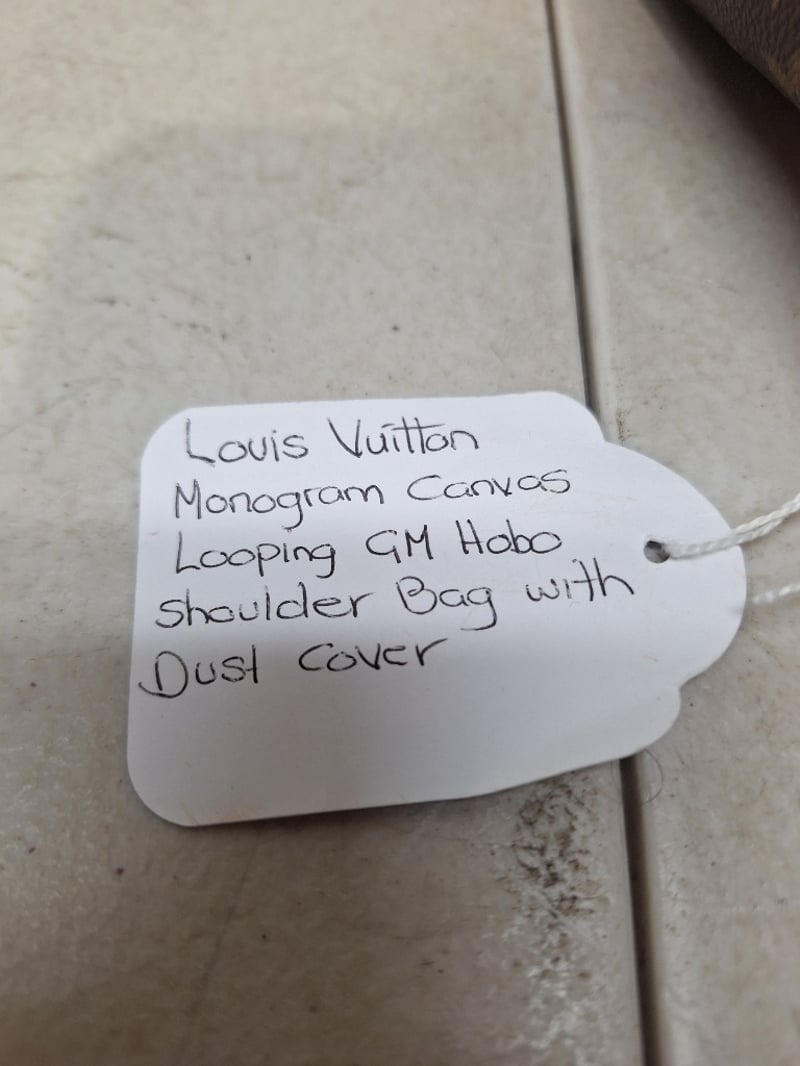 Louis Vuitton
Monogram Canvas
Looping GM Hobo
shoulder Bag with
Dust Cover